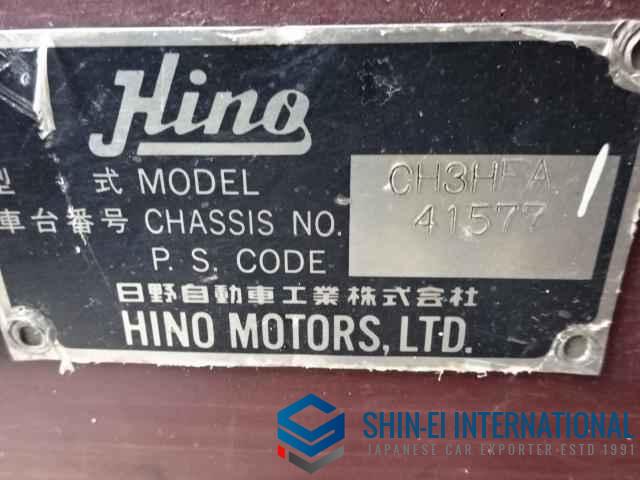 Hino
型 式 MODEL CH3HFA
車台番号 CHASSIS NO. 41577
P. S. CODE
日野自動車工業株式会社
HINO MOTORS, LTD.
SHIN-EI INTERNATIONAL
JAPANESE CAR EXPORTER-ESTD 1991